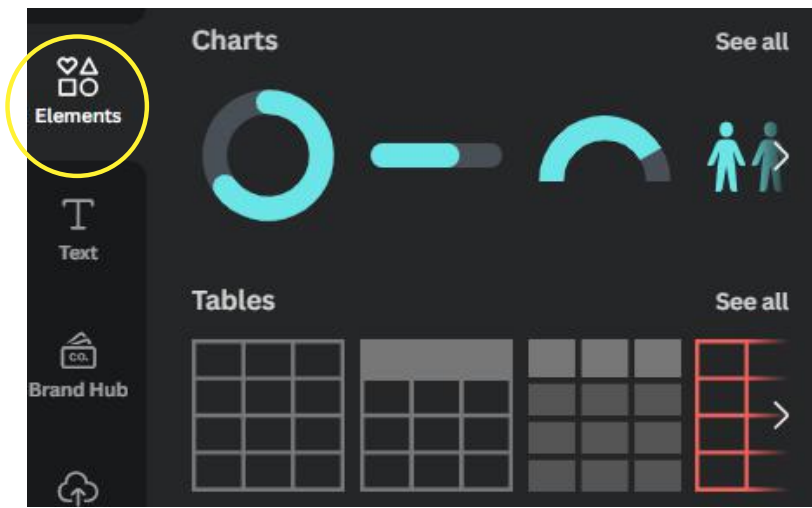 Elements
Text
CO.
Brand Hub
Charts
See all
Tables
See all